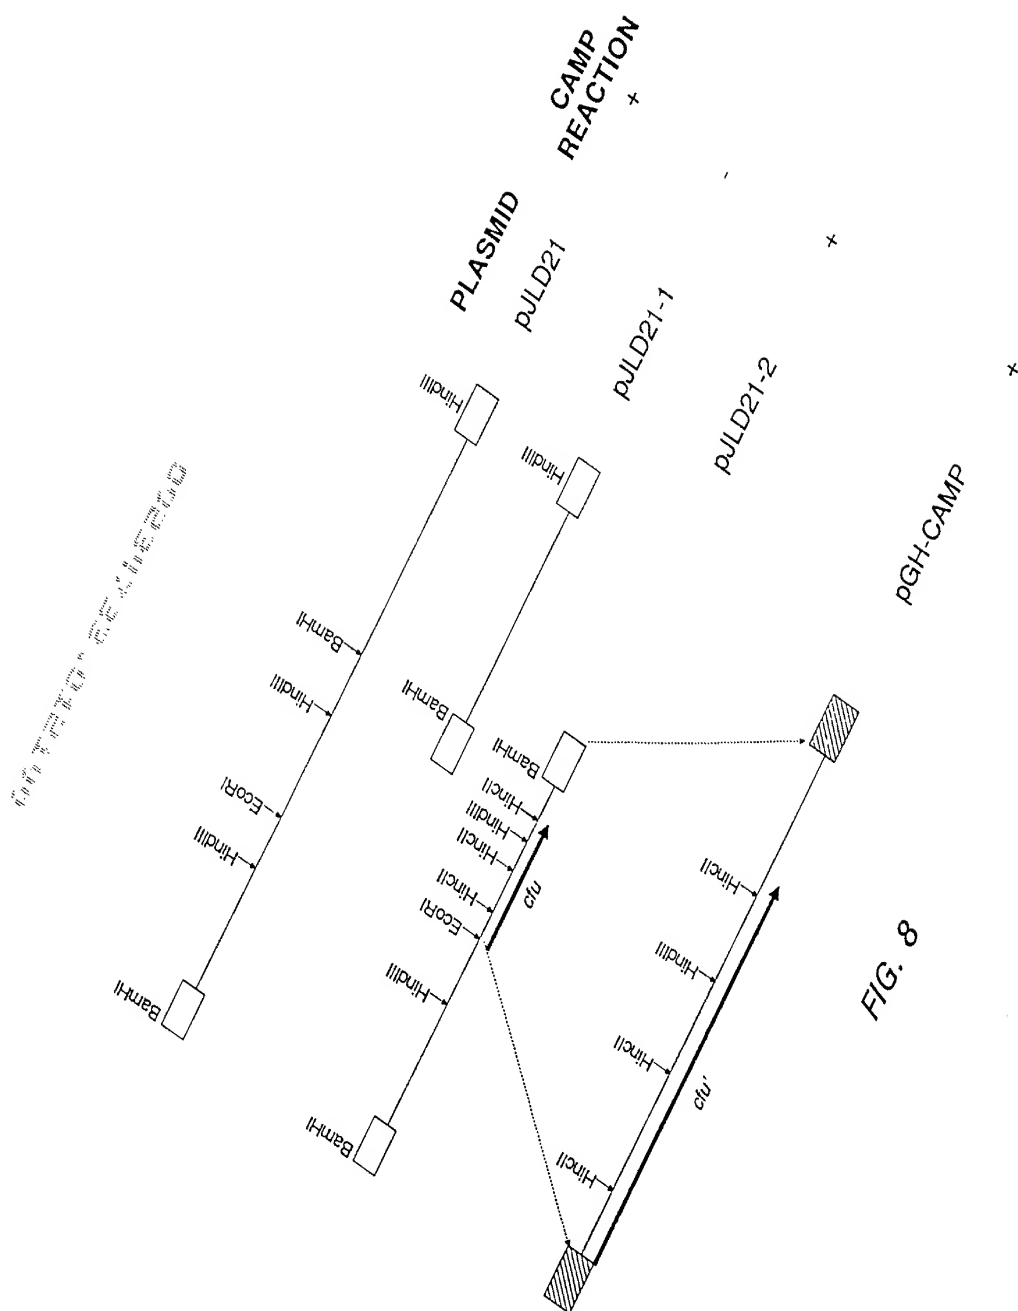 PLASMID
CAMP
REACTION
BamHI
HindIII
EcoRI
HindIII
BamHI
HindIII
pJLD21
+
BamHI
HindIII
pJLD21-1
-
BamHI
HindIII
EcoRI
HincII
HincII
HindIII
HincII
BamHI
cfu
pJLD21-2
+
HincII
HincII
HindIII
HincII
cfu'
pGH-CAMP
+
FIG. 8